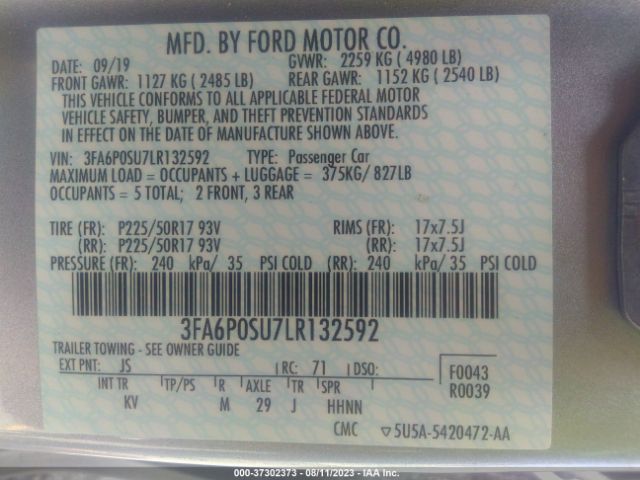 MFD. BY FORD MOTOR CO.
DATE: 09/19 GVWR: 2259 KG ( 4980 LB)
FRONT GAWR: 1127 KG ( 2485 LB) REAR GAWR: 1152 KG ( 2540 LB)
THIS VEHICLE CONFORMS TO ALL APPLICABLE FEDERAL MOTOR
VEHICLE SAFETY, BUMPER, AND THEFT PREVENTION STANDARDS
IN EFFECT ON THE DATE OF MANUFACTURE SHOWN ABOVE.
VIN: 3FA6P0SU7LR132592 TYPE: Passenger Car
MAXIMUM LOAD = OCCUPANTS + LUGGAGE = 375KG/ 827LB
OCCUPANTS = 5 TOTAL; 2 FRONT, 3 REAR
TIRE (FR): P225/50R17 93V RIMS (FR): 17x7.5J
(RR): P225/50R17 93V (RR): 17x7.5J
PRESSURE (FR): 240 kPa/ 35 PSI COLD (RR): 240 kPa/ 35 PSI COLD
3FA6P0SU7LR132592
TRAILER TOWING - SEE OWNER GUIDE
EXT PNT: JS RC: 71 DSO: F0043
INT TR TP/PS R AXLE TR SPR R0039
KV M 29 J HHNN
CMC ▽5U5A-5420472-AA
000-37302373 - 08/11/2023 - IAA Inc.